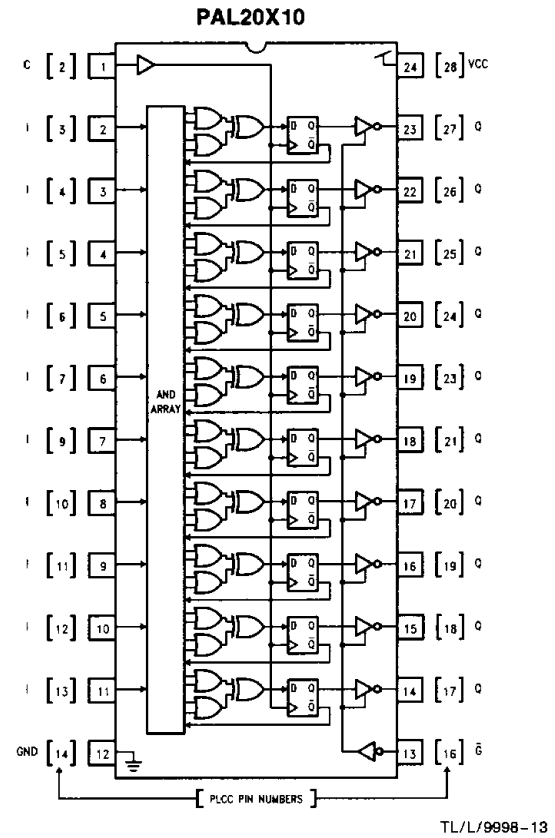 PAL20X10
C [2] 1 24 [28] VCC
I [3] 2 D Q Q̅ 23 [27] Q
I [4] 3 D Q Q̅ 22 [26] Q
I [5] 4 D Q Q̅ 21 [25] Q
I [6] 5 D Q Q̅ 20 [24] Q
I [7] 6 D Q Q̅ 19 [23] Q
AND
ARRAY
I [9] 7 D Q Q̅ 18 [21] Q
I [10] 8 D Q Q̅ 17 [20] Q
I [11] 9 D Q Q̅ 16 [19] Q
I [12] 10 D Q Q̅ 15 [18] Q
I [13] 11 D Q Q̅ 14 [17] Q
GND [14] 12 13 [16] G̅
[PLCC PIN NUMBERS]
TL/L/9998-13